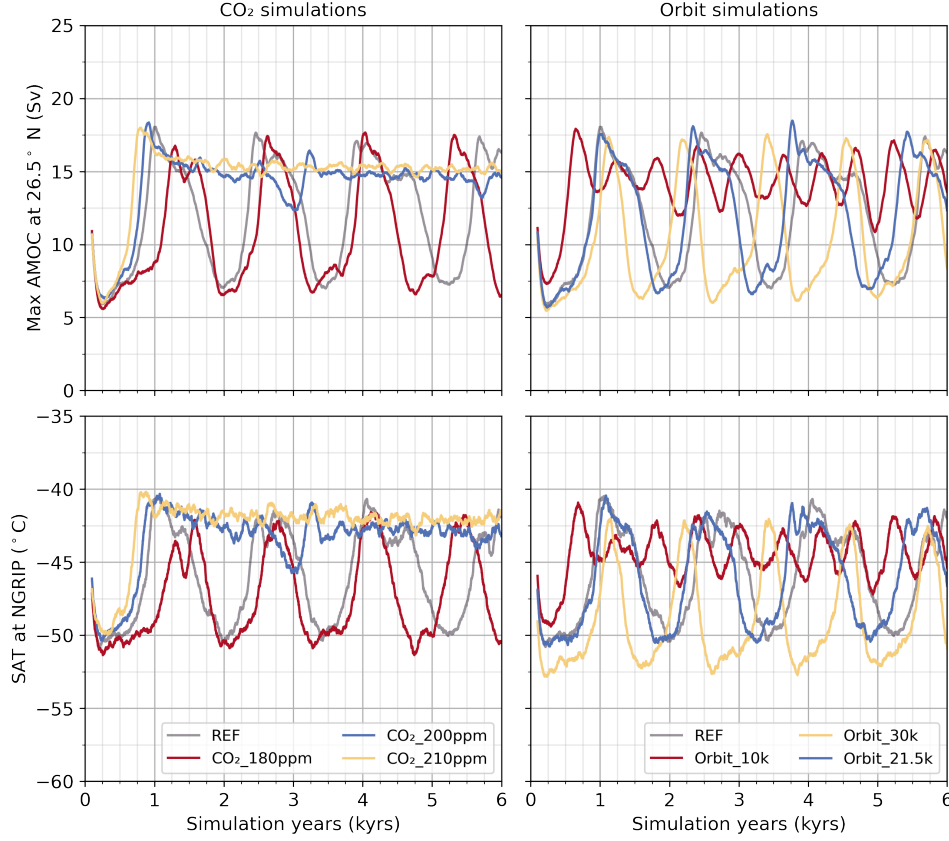 CO₂ simulations
Orbit simulations
Max AMOC at 26.5° N (Sv)
25
20
15
10
5
0
SAT at NGRIP (°C)
−35
−40
−45
−50
−55
−60
REF
CO₂_180ppm
CO₂_200ppm
CO₂_210ppm
REF
Orbit_10k
Orbit_30k
Orbit_21.5k
0 1 2 3 4 5 6
0 1 2 3 4 5 6
Simulation years (kyrs)
Simulation years (kyrs)